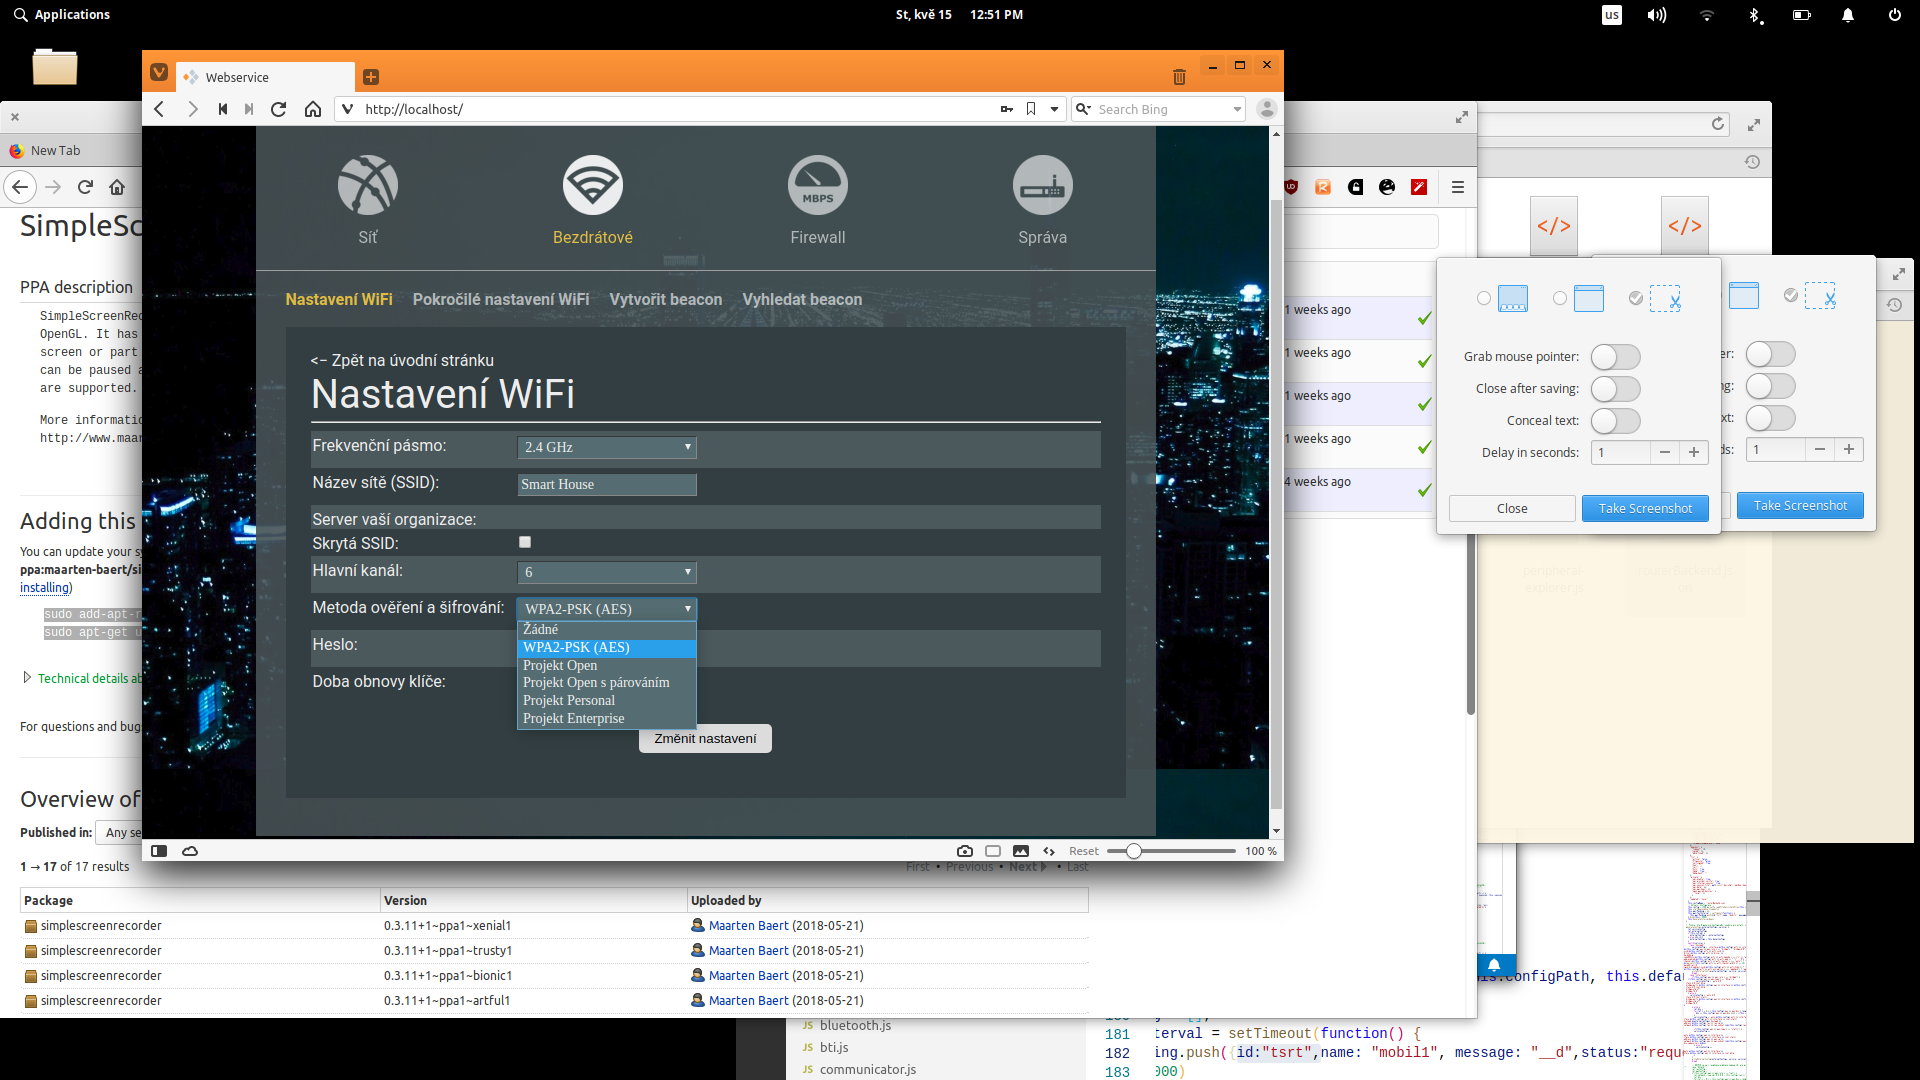 Applications
St, kvě 15 12:51 PM
us
Webservice
http://localhost/
Search Bing
New Tab
SimpleSc
PPA description
SimpleScreenRec
OpenGL. It has
screen or part
can be paused a
are supported.
More informatio
http://www.maar
Adding this
You can update your sy
ppa:maarten-baert/si
installing)
sudo add-apt-r
sudo apt-get u
Technical details ab
For questions and bug
Overview of
Published in: Any se
1 → 17 of 17 results
First • Previous • Next • Last
Package Version Uploaded by
simplescreenrecorder 0.3.11+1~ppa1~xenial1 Maarten Baert (2018-05-21)
simplescreenrecorder 0.3.11+1~ppa1~trusty1 Maarten Baert (2018-05-21)
simplescreenrecorder 0.3.11+1~ppa1~bionic1 Maarten Baert (2018-05-21)
simplescreenrecorder 0.3.11+1~ppa1~artful1 Maarten Baert (2018-05-21)
Síť
Bezdrátové
MBPS
Firewall
Správa
Nastavení WiFi Pokročilé nastavení WiFi Vytvořit beacon Vyhledat beacon
<− Zpět na úvodní stránku
Nastavení WiFi
Frekvenční pásmo: 2.4 GHz
Název sítě (SSID): Smart House
Server vaší organizace:
Skrytá SSID:
Hlavní kanál: 6
Metoda ověření a šifrování: WPA2-PSK (AES)
Žádné
WPA2-PSK (AES)
Projekt Open
Projekt Open s párováním
Projekt Personal
Projekt Enterprise
Heslo:
Doba obnovy klíče:
Změnit nastavení
Reset 100 %
1 weeks ago
1 weeks ago
1 weeks ago
1 weeks ago
4 weeks ago
</>
</>
Grab mouse pointer:
Close after saving:
Conceal text:
Delay in seconds: 1
Close Take Screenshot
er:
ng:
xt:
ds: 1
Take Screenshot
peripheral-
explorer.js
bluetooth.js
bti.js
communicator.js
is.configPath, this.defau
181 terval = setTimeout(function() {
182 ing.push({id:"tsrt",name: "mobil1", message: "__d",status:"requ
183 000)